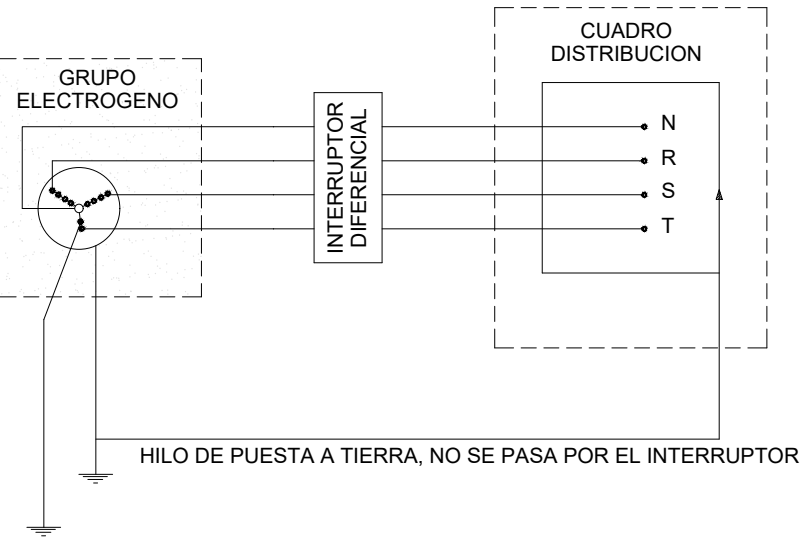 CUADRO
DISTRIBUCION
GRUPO
ELECTROGENO
INTERRUPTOR
DIFERENCIAL
N
R
S
T
HILO DE PUESTA A TIERRA, NO SE PASA POR EL INTERRUPTOR